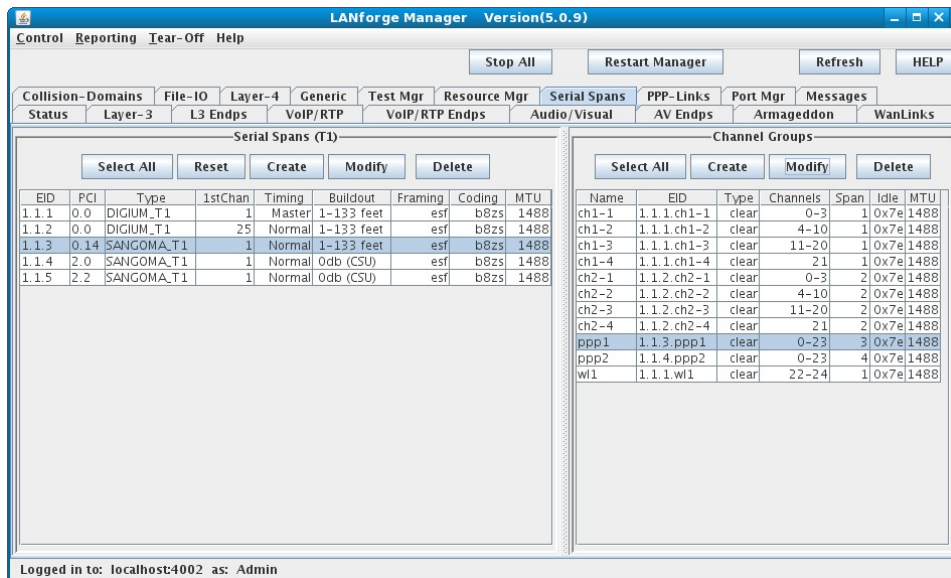 LANforge Manager Version(5.0.9)
Control Reporting Tear-Off Help
Stop All Restart Manager Refresh HELP
Collision-Domains File-IO Layer-4 Generic Test Mgr Resource Mgr Serial Spans PPP-Links Port Mgr Messages
Status Layer-3 L3 Endps VoIP/RTP VoIP/RTP Endps Audio/Visual AV Endps Armageddon WanLinks
Serial Spans (T1)
Select All Reset Create Modify Delete
EID PCI Type 1stChan Timing Buildout Framing Coding MTU
1.1.1 0.0 DIGIUM_T1 1 Master 1-133 feet esf b8zs 1488
1.1.2 0.0 DIGIUM_T1 25 Normal 1-133 feet esf b8zs 1488
1.1.3 0.14 SANGOMA_T1 1 Normal 1-133 feet esf b8zs 1488
1.1.4 2.0 SANGOMA_T1 1 Normal 0db (CSU) esf b8zs 1488
1.1.5 2.2 SANGOMA_T1 1 Normal 0db (CSU) esf b8zs 1488
Channel Groups
Select All Create Modify Delete
Name EID Type Channels Span Idle MTU
ch1-1 1.1.1.ch1-1 clear 0-3 1 0x7e 1488
ch1-2 1.1.1.ch1-2 clear 4-10 1 0x7e 1488
ch1-3 1.1.1.ch1-3 clear 11-20 1 0x7e 1488
ch1-4 1.1.1.ch1-4 clear 21 1 0x7e 1488
ch2-1 1.1.2.ch2-1 clear 0-3 2 0x7e 1488
ch2-2 1.1.2.ch2-2 clear 4-10 2 0x7e 1488
ch2-3 1.1.2.ch2-3 clear 11-20 2 0x7e 1488
ch2-4 1.1.2.ch2-4 clear 21 2 0x7e 1488
ppp1 1.1.3.ppp1 clear 0-23 3 0x7e 1488
ppp2 1.1.4.ppp2 clear 0-23 4 0x7e 1488
wl1 1.1.1.wl1 clear 22-24 1 0x7e 1488
Logged in to: localhost:4002 as: Admin